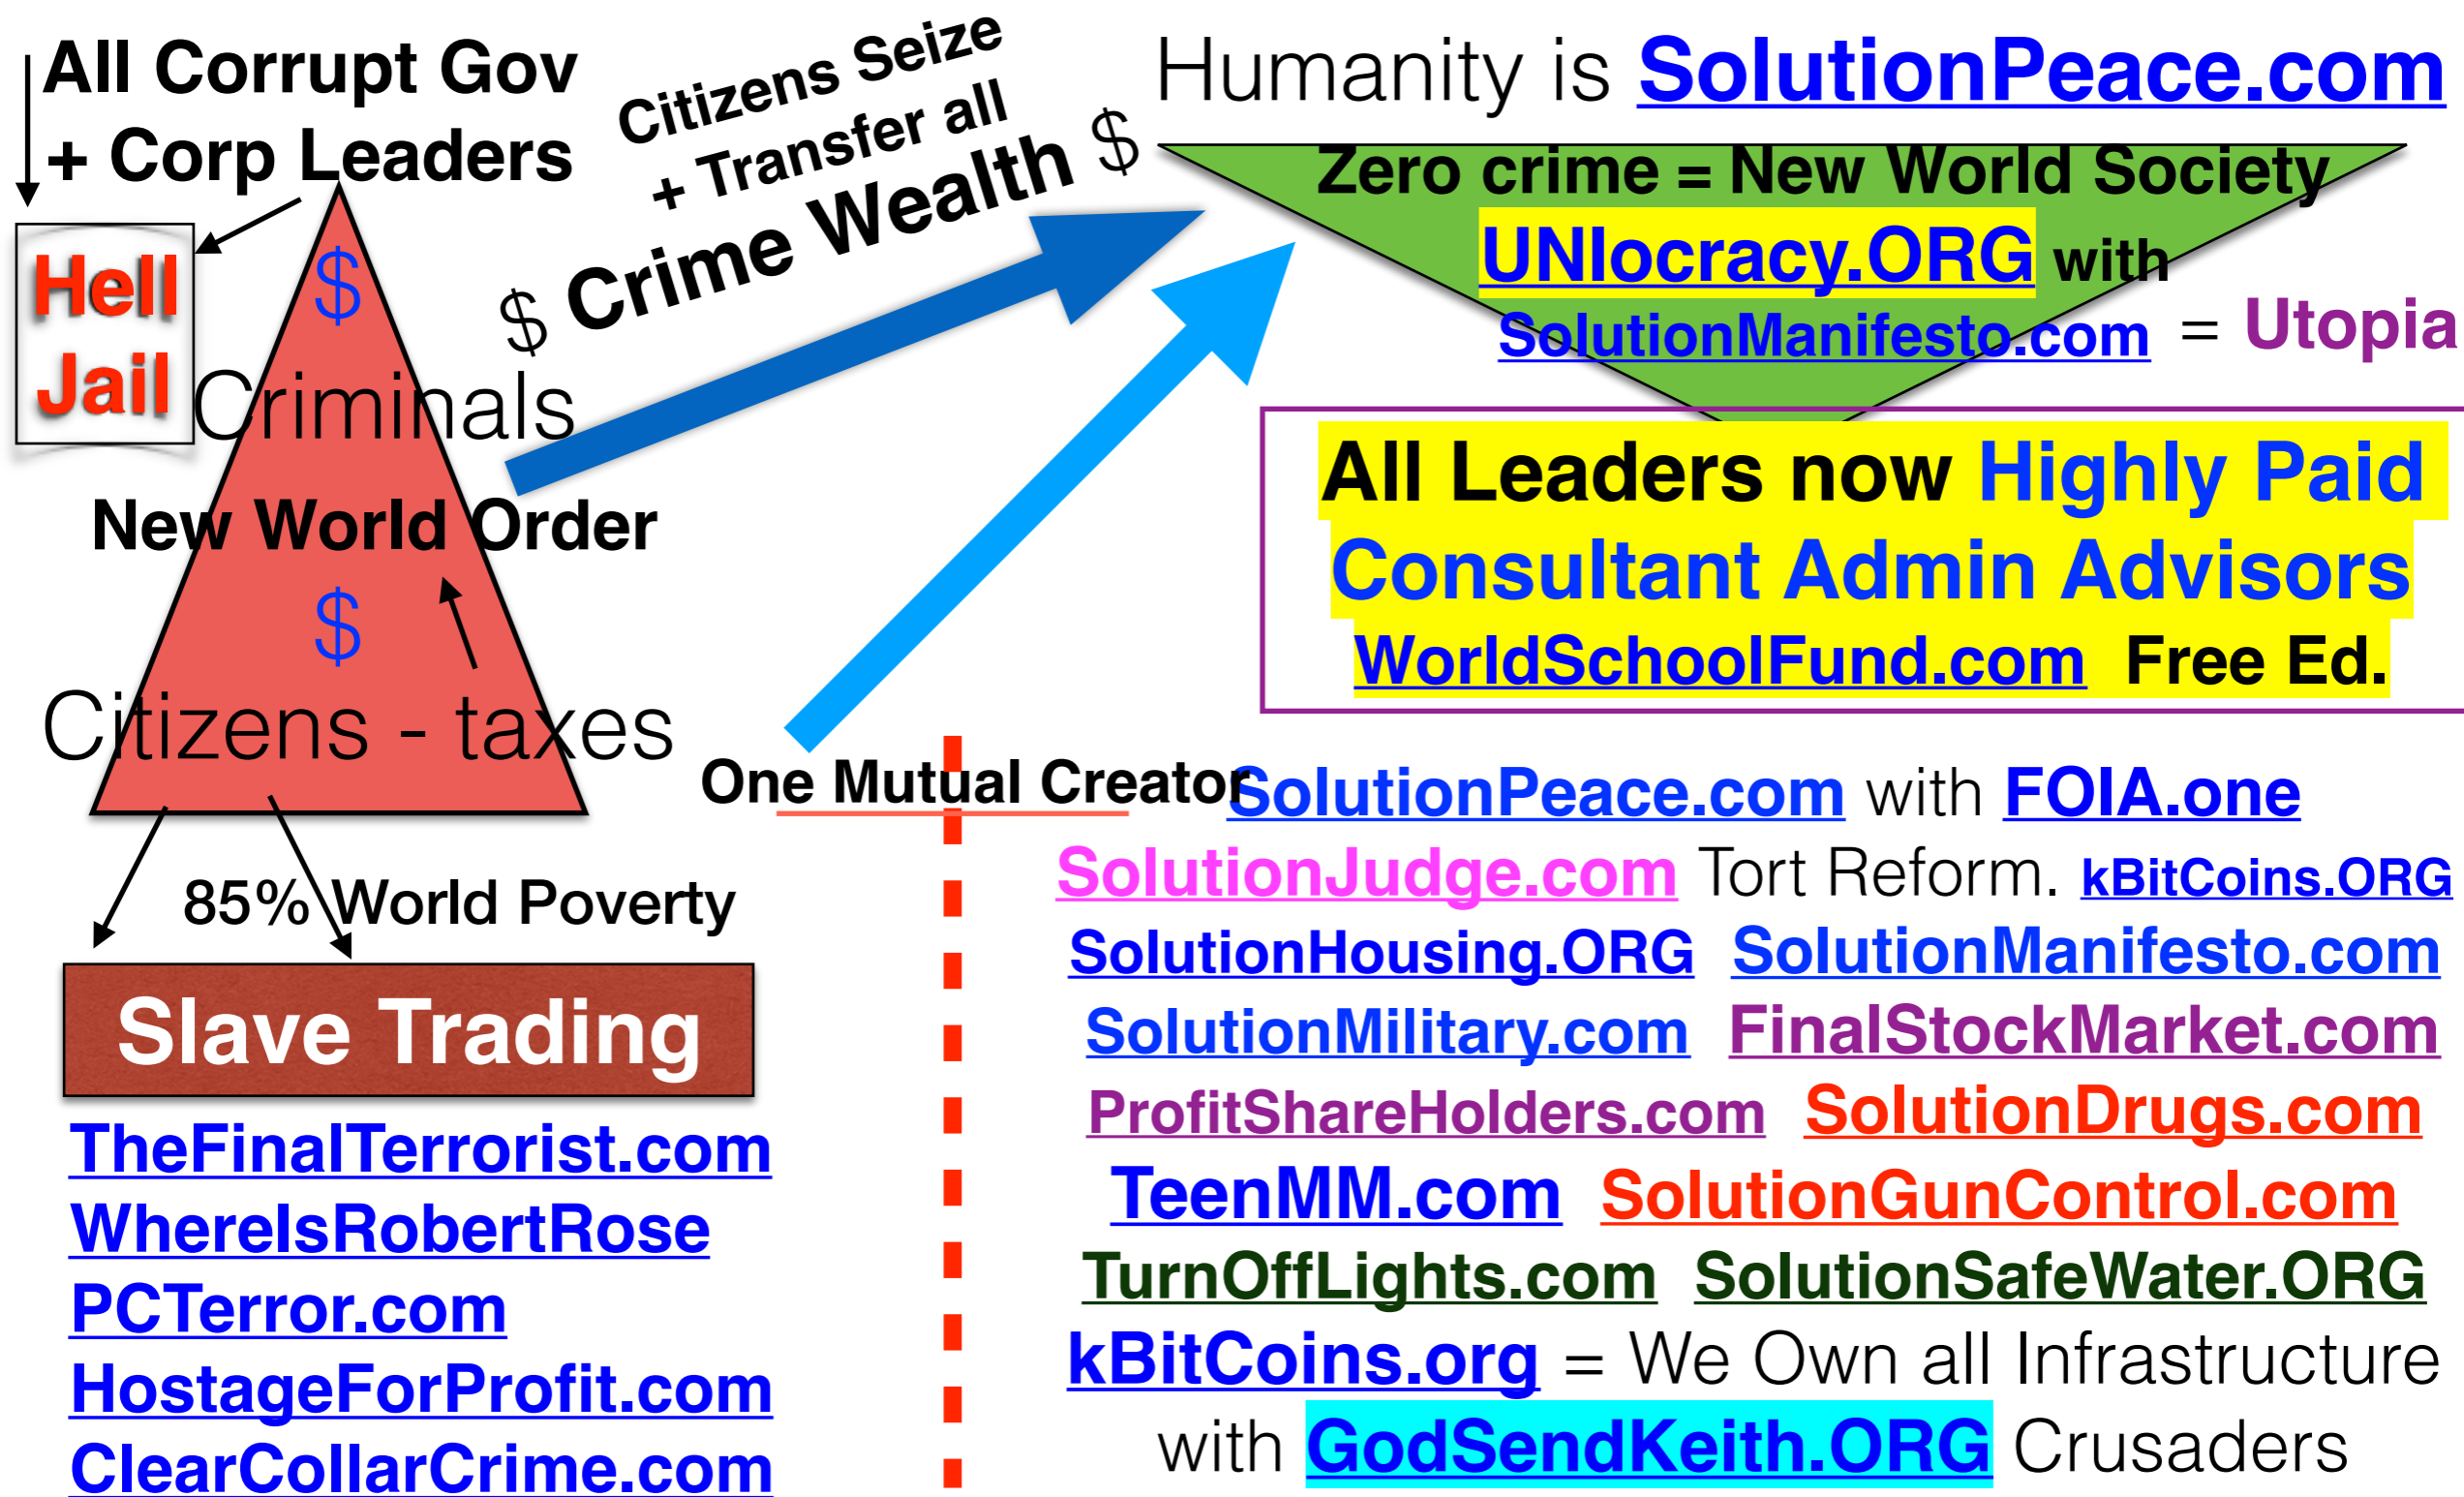 All Corrupt Gov
+ Corp Leaders
Hell
Jail
$
Criminals
New World Order
$
Citizens - taxes
85% World Poverty
Slave Trading
TheFinalTerrorist.com
WhereIsRobertRose
PCTerror.com
HostageForProfit.com
ClearCollarCrime.com
Citizens Seize
+ Transfer all
$ Crime Wealth $
One Mutual Creator
Humanity is SolutionPeace.com
Zero crime = New World Society
UNIocracy.ORG with
SolutionManifesto.com = Utopia
All Leaders now Highly Paid
Consultant Admin Advisors
WorldSchoolFund.com Free Ed.
SolutionPeace.com with FOIA.one
SolutionJudge.com Tort Reform. kBitCoins.ORG
SolutionHousing.ORG SolutionManifesto.com
SolutionMilitary.com FinalStockMarket.com
ProfitShareHolders.com SolutionDrugs.com
TeenMM.com SolutionGunControl.com
TurnOffLights.com SolutionSafeWater.ORG
kBitCoins.org = We Own all Infrastructure
with GodSendKeith.ORG Crusaders